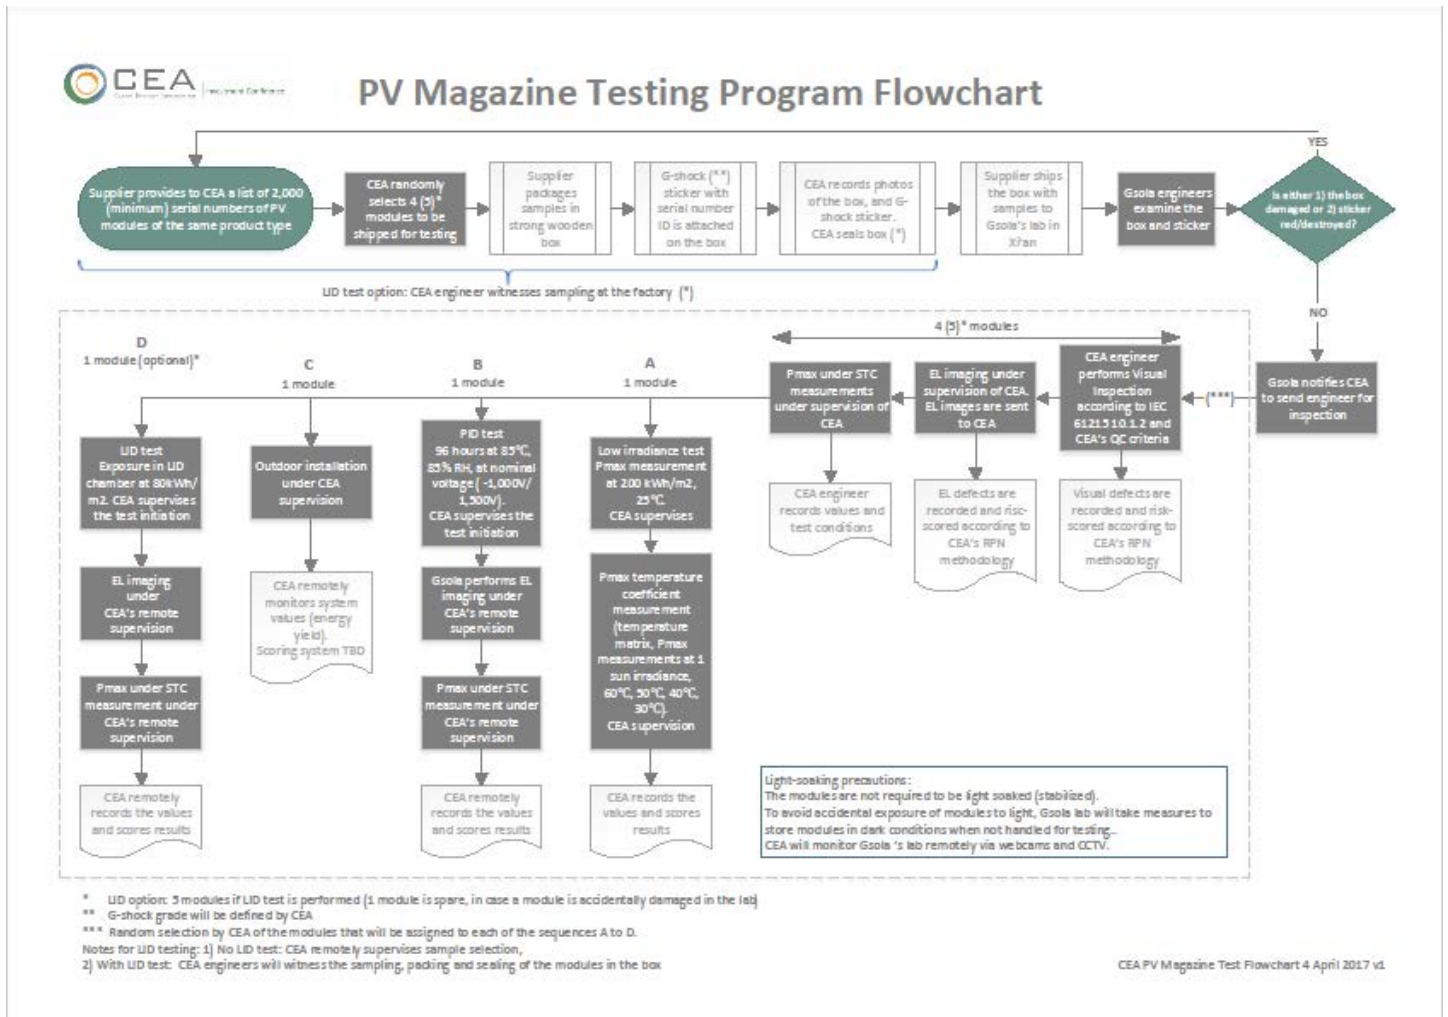 CEA
Investment Confidence
PV Magazine Testing Program Flowchart
YES
Supplier provides to CEA a list of 2,000
(minimum) serial numbers of PV
modules of the same product type
CEA randomly
selects 4 (5)*
modules to be
shipped for testing
Supplier
packages
samples in
strong wooden
box
G-shock (**)
sticker with
serial number
ID is attached
on the box
CEA records photos
of the box, and G-
shock sticker.
CEA seals box (*)
Supplier ships
the box with
samples to
Gsola's lab in
Xi'an
Gsola engineers
examine the
box and sticker
Is either 1) the box
damaged or 2) sticker
red/destroyed?
LID test option: CEA engineer witnesses sampling at the factory (*)
NO
Gsola notifies CEA
to send engineer for
inspection
(***)
4 (5)* modules
CEA engineer
performs Visual
Inspection
according to IEC
61215 10.1.2 and
CEA's QC criteria
EL imaging under
supervision of CEA.
EL images are sent
to CEA
Pmax under STC
measurements
under supervision of
CEA
Visual defects are
recorded and risk-
scored according to
CEA's RPN
methodology
EL defects are
recorded and risc-
scored according to
CEA's RPN
methodology
CEA engineer
records values and
test conditions
D
1 module (optional)*
LID test
Exposure in LID
chamber at 80kWh/
m2. CEA supervises
the test initiation
EL imaging
under
CEA's remote
supervision
Pmax under STC
measurement under
CEA's remote
supervision
CEA remotely
records the values
and scores results
C
1 module
Outdoor installation
under CEA
supervision
CEA remotely
monitors system
values (energy
yield).
Scoring system TBD
B
1 module
PID test
96 hours at 85°C,
85% RH, at nominal
voltage ( -1,000V/
1,500V).
CEA supervises the
test initiation
Gsola performs EL
imaging under
CEA's remote
supervision
Pmax under STC
measurement under
CEA's remote
supervision
CEA remotely
records the values
and scores results
A
1 module
Low irradiance test
Pmax measurement
at 200 kWh/m2,
25°C.
CEA supervises
Pmax temperature
coefficient
measurement
(temperature
matrix, Pmax
measurements at 1
sun irradiance,
60°C, 50°C, 40°C,
30°C).
CEA supervision
CEA records the
values and scores
results
Light-soaking precautions:
The modules are not required to be light soaked (stabilized).
To avoid accidental exposure of modules to light, Gsola lab will take measures to
store modules in dark conditions when not handled for testing..
CEA will monitor Gsola 's lab remotely via webcams and CCTV.
* LID option: 5 modules if LID test is performed (1 module is spare, in case a module is accidentally damaged in the lab)
** G-shock grade will be defined by CEA
*** Random selection by CEA of the modules that will be assigned to each of the sequences A to D.
Notes for LID testing: 1) No LID test: CEA remotely supervises sample selection,
2) With LID test: CEA engineers will witness the sampling, packing and sealing of the modules in the box
CEA PV Magazine Test Flowchart 4 April 2017 v1